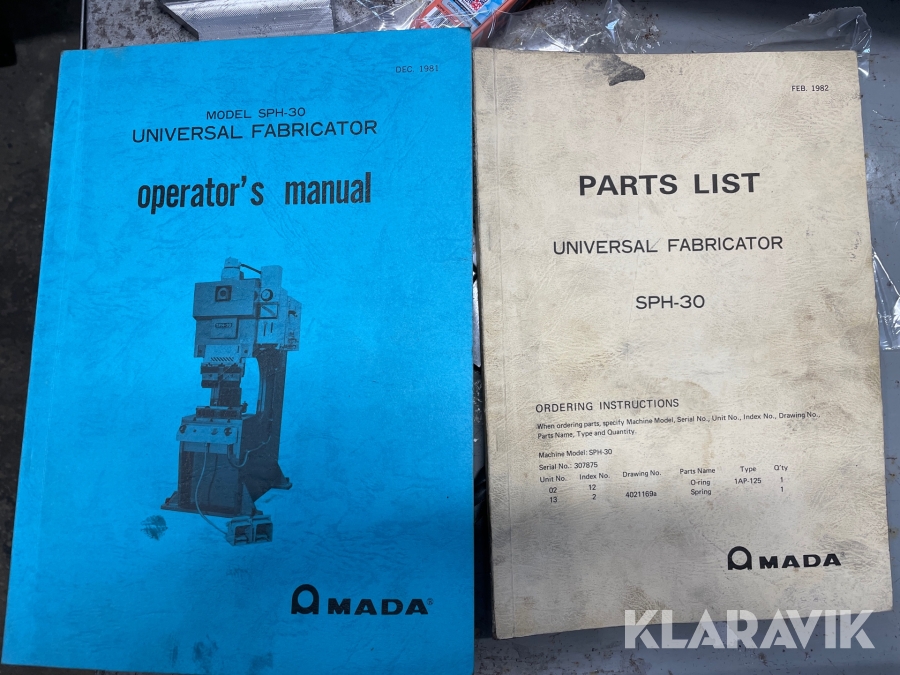 DEC. 1981
MODEL SPH-30
UNIVERSAL FABRICATOR
operator's manual
AMADA®
FEB. 1982
PARTS LIST
UNIVERSAL FABRICATOR
SPH-30
ORDERING INSTRUCTIONS
When ordering parts, specify Machine Model, Serial No., Unit No., Index No., Drawing No.,
Parts Name, Type and Quantity.
Machine Model: SPH-30
Serial No.: 307875
Unit No. Index No. Drawing No. Parts Name Type Q'ty
02 12 O-ring 1AP-125 1
13 2 4021169a Spring 1
AMADA
KLARAVIK